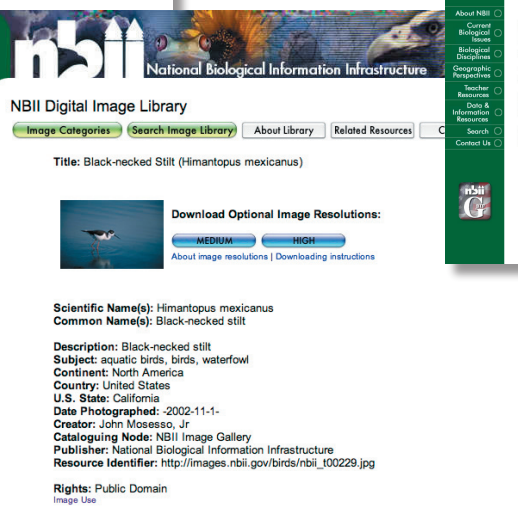 nbii
National Biological Information Infrastructure
NBII Digital Image Library
Image Categories
Search Image Library
About Library
Related Resources
C
Title: Black-necked Stilt (Himantopus mexicanus)
Download Optional Image Resolutions:
MEDIUM
HIGH
About image resolutions | Downloading instructions
Scientific Name(s): Himantopus mexicanus
Common Name(s): Black-necked stilt
Description: Black-necked stilt
Subject: aquatic birds, birds, waterfowl
Continent: North America
Country: United States
U.S. State: California
Date Photographed: -2002-11-1-
Creator: John Mosesso, Jr
Cataloguing Node: NBII Image Gallery
Publisher: National Biological Information Infrastructure
Resource Identifier: http://images.nbii.gov/birds/nbii_t00229.jpg
Rights: Public Domain
Image Use
About NBII
Current
Biological
Issues
Biological
Disciplines
Geographic
Perspectives
Teacher
Resources
Data &
Information
Resources
Search
Contact Us
nbii